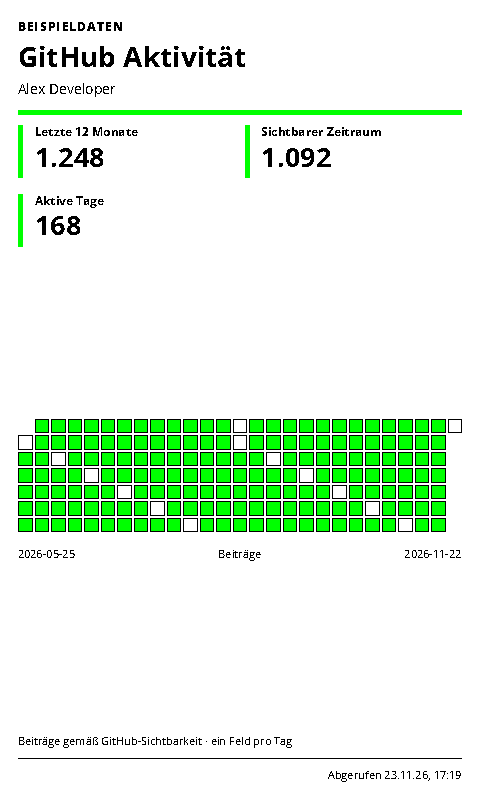 BEISPIELDATEN
GitHub Aktivität
Alex Developer
Letzte 12 Monate
1.248
Sichtbarer Zeitraum
1.092
Aktive Tage
168
2026-05-25
Beiträge
2026-11-22
Beiträge gemäß GitHub-Sichtbarkeit · ein Feld pro Tag
Abgerufen 23.11.26, 17:19